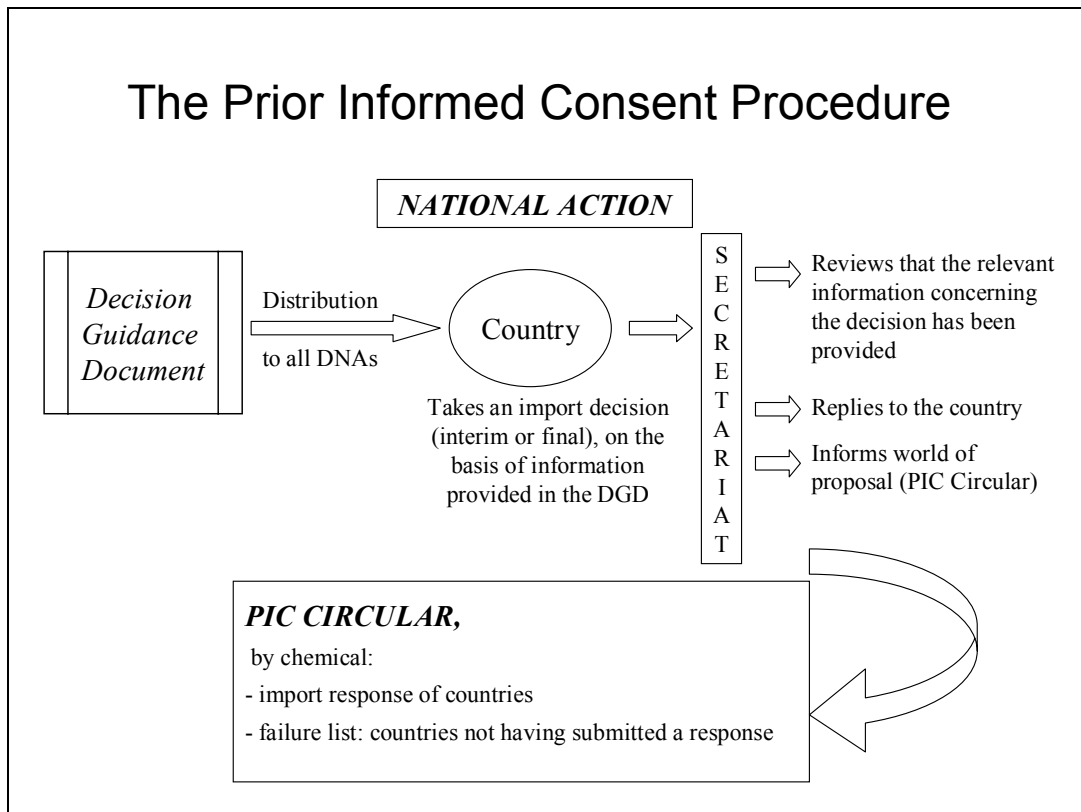 The Prior Informed Consent Procedure
NATIONAL ACTION
Decision
Guidance
Document
Distribution
to all DNAs
Country
Takes an import decision
(interim or final), on the
basis of information
provided in the DGD
S
E
C
R
E
T
A
R
I
A
T
Reviews that the relevant
information concerning
the decision has been
provided
Replies to the country
Informs world of
proposal (PIC Circular)
PIC CIRCULAR,
by chemical:
- import response of countries
- failure list: countries not having submitted a response